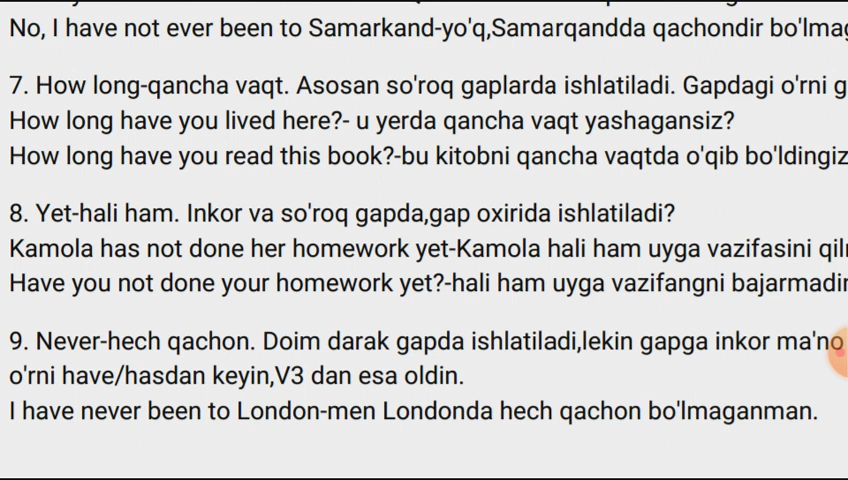 No, I have not ever been to Samarkand-yo'q,Samarqandda qachondir
7. How long-qancha vaqt. Asosan so'roq gaplarda ishlatiladi. Gapdagi o'rni
How long have you lived here?- u yerda qancha vaqt yashagansiz?
How long have you read this book?-bu kitobni qancha vaqtda o'qib bo'ldingiz
8. Yet-hali ham. Inkor va so'roq gapda,gap oxirida ishlatiladi?
Kamola has not done her homework yet-Kamola hali ham uyga vazifasini
Have you not done your homework yet?-hali ham uyga vazifangni
9. Never-hech qachon. Doim darak gapda ishlatiladi,lekin gapga inkor ma'no
o'rni have/hasdan keyin,V3 dan esa oldin.
I have never been to London-men Londonda hech qachon bo'lmaganman.